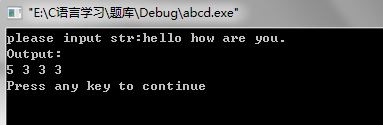 "E:\C语言学习\题库\Debug\abcd.exe"
please input str:hello how are you.
Output:
5 3 3 3
Press any key to continue